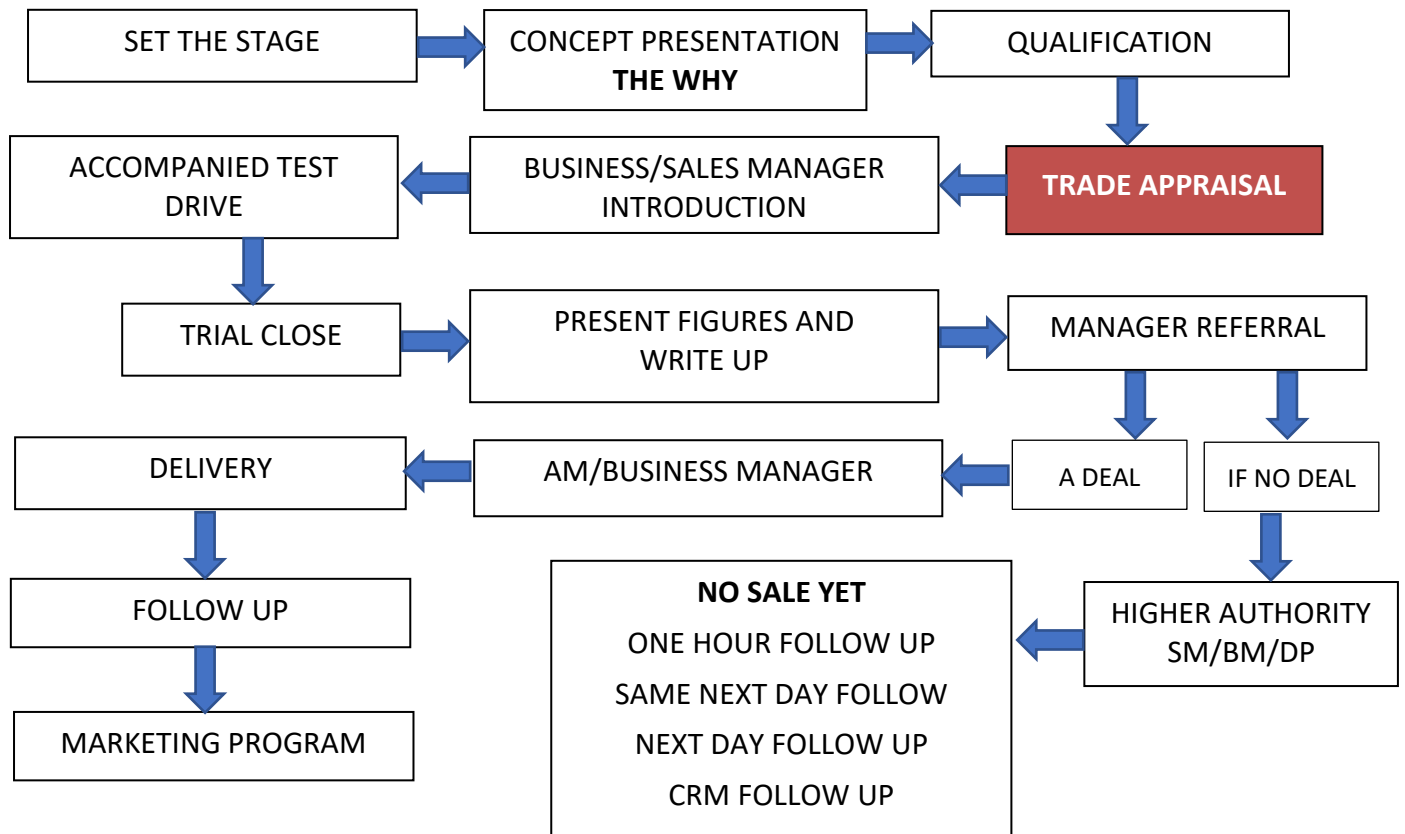 SET THE STAGE
CONCEPT PRESENTATION
THE WHY
QUALIFICATION
TRADE APPRAISAL
BUSINESS/SALES MANAGER
INTRODUCTION
ACCOMPANIED TEST
DRIVE
TRIAL CLOSE
PRESENT FIGURES AND
WRITE UP
MANAGER REFERRAL
A DEAL
IF NO DEAL
AM/BUSINESS MANAGER
DELIVERY
FOLLOW UP
MARKETING PROGRAM
HIGHER AUTHORITY
SM/BM/DP
NO SALE YET
ONE HOUR FOLLOW UP
SAME NEXT DAY FOLLOW
NEXT DAY FOLLOW UP
CRM FOLLOW UP